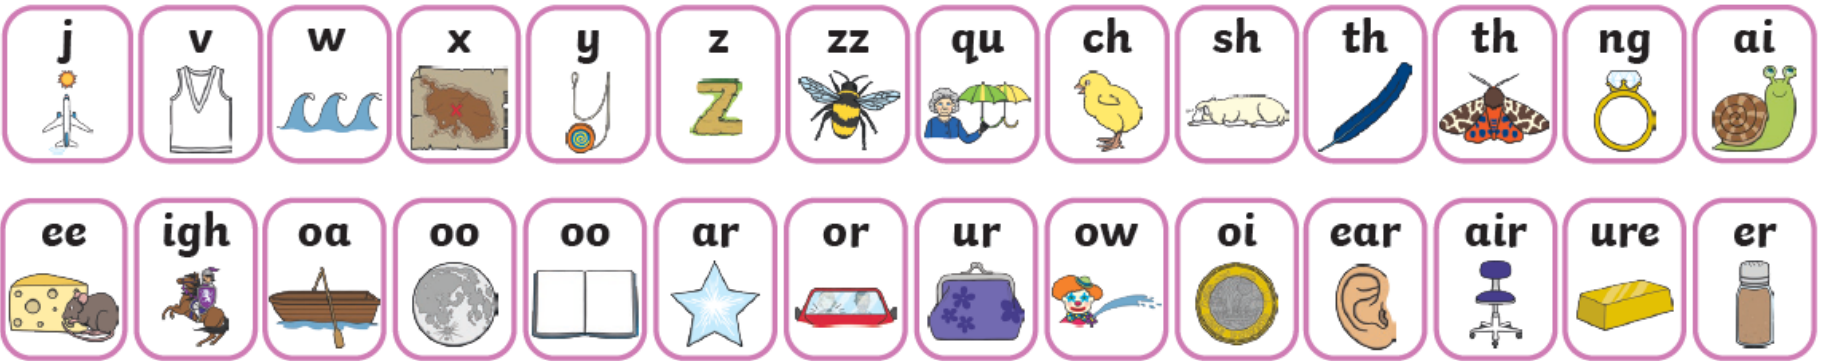 j v w x y z zz qu ch sh th th ng ai
ee igh oa oo oo ar or ur ow oi ear air ure er